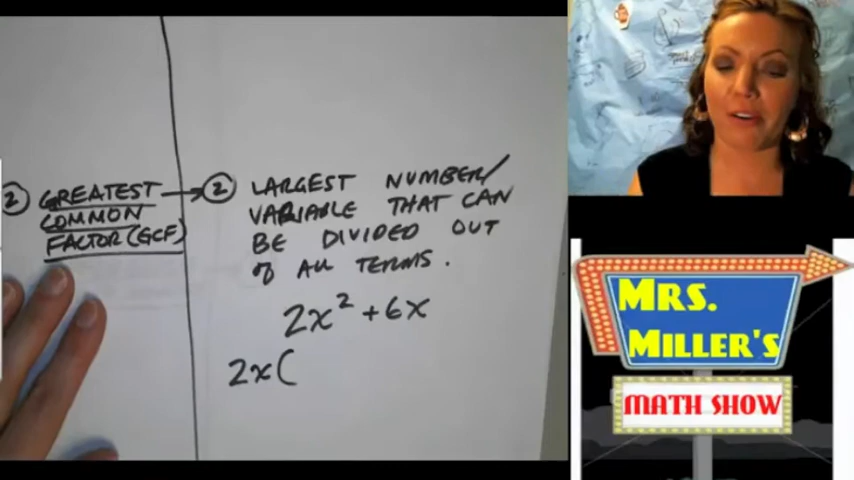 ② GREATEST → ② LARGEST NUMBER/
COMMON VARIABLE THAT CAN
FACTOR (GCF) BE DIVIDED OUT
of ALL TERMS.
2x² + 6x
2x (
MRS.
MILLER'S
MATH SHOW